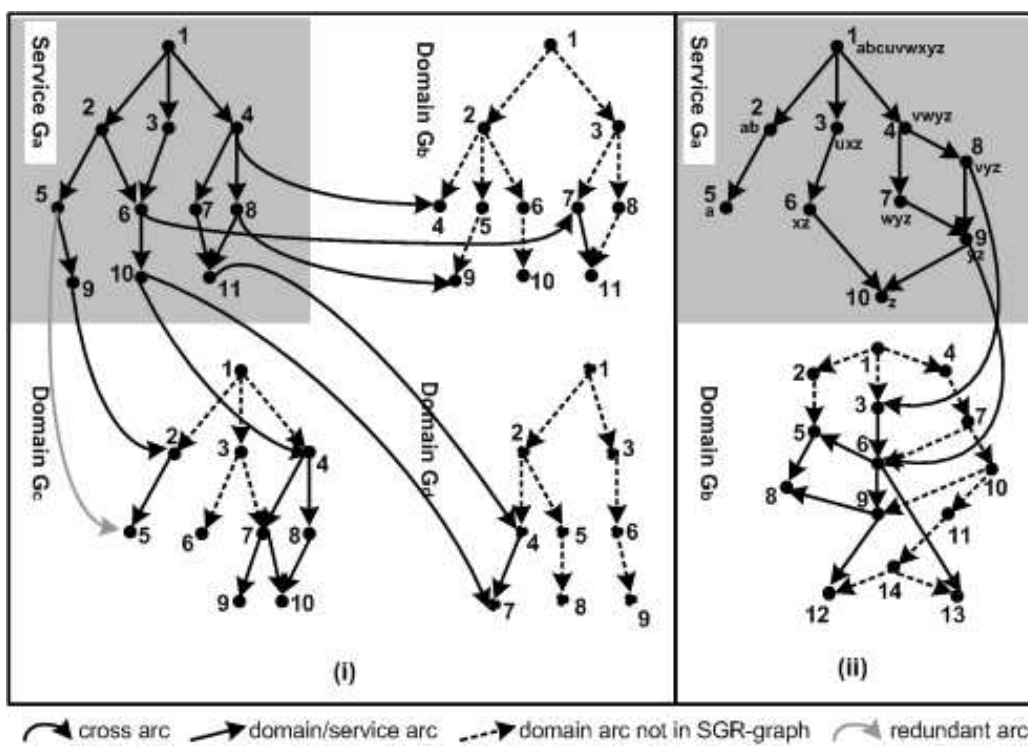 Service Ga
1
2
3
4
5
6
7
8
9
10
11
Domain Gb
1
2
3
4
5
6
7
8
9
10
11
Domain Gc
1
2
3
4
5
6
7
8
9
10
Domain Gd
1
2
3
4
5
6
7
8
9
(i)
Service Ga
1 abcuvwxyz
2 ab
3 uxz
4 vwyz
5 a
6 xz
7 wyz
8 vyz
9 yz
10 z
Domain Gb
1
2
3
4
5
6
7
8
9
10
11
12
14
13
(ii)
cross arc
domain/service arc
domain arc not in SGR-graph
redundant arc